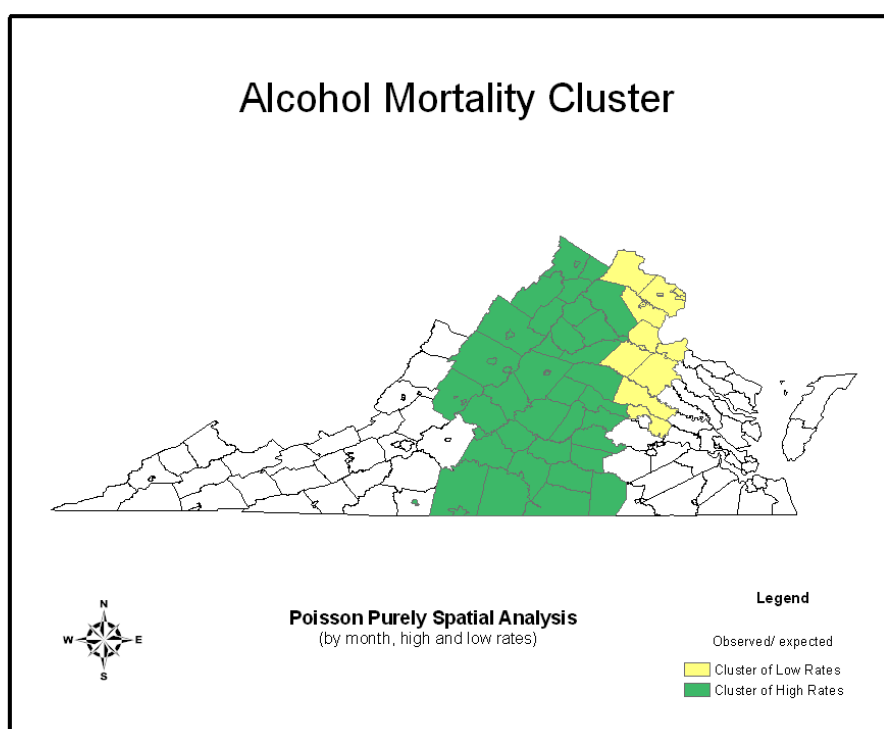 Alcohol Mortality Cluster
N
W E
S
Poisson Purely Spatial Analysis
(by month, high and low rates)
Legend
Observed/ expected
Cluster of Low Rates
Cluster of High Rates